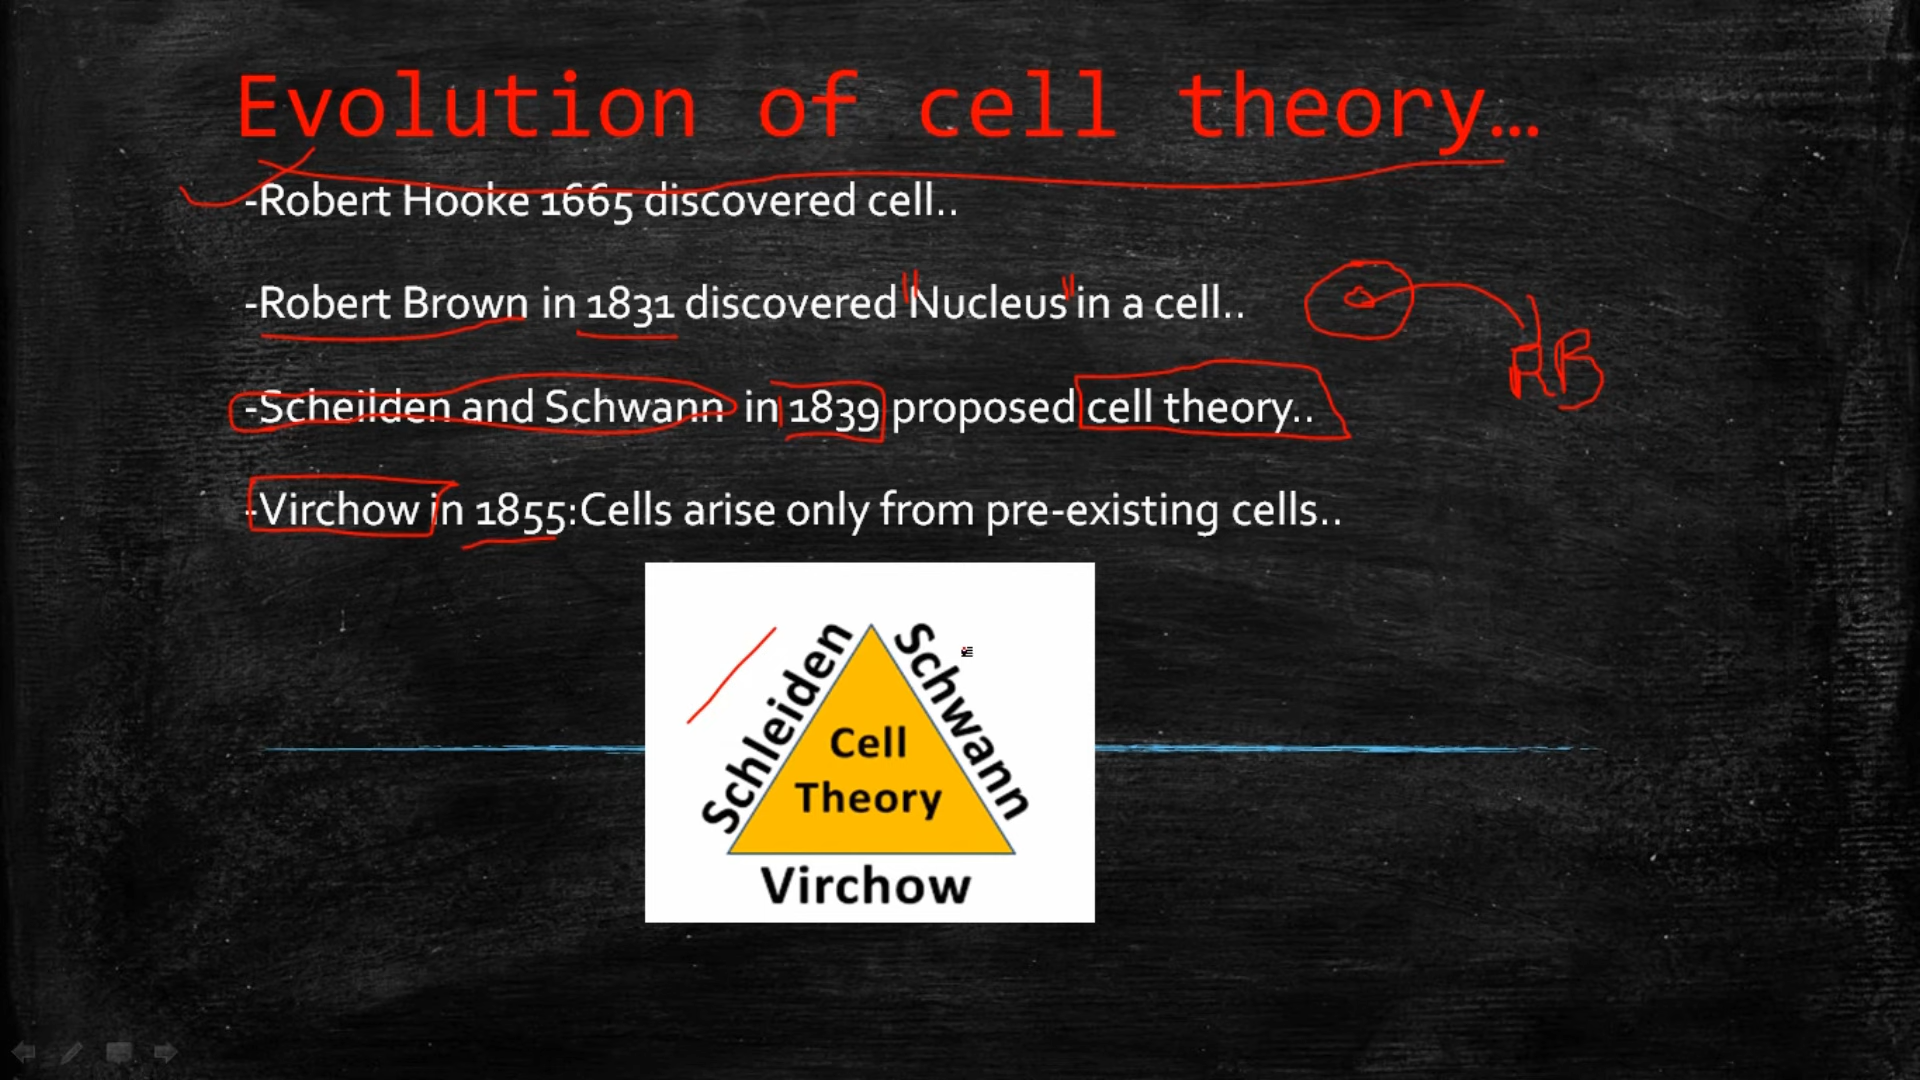 Evolution of cell theory...
-Robert Hooke 1665 discovered cell..
-Robert Brown in 1831 discovered "Nucleus" in a cell..
RB
-Scheilden and Schwann in 1839 proposed cell theory..
-Virchow in 1855:Cells arise only from pre-existing cells..
Schleiden
Schwann
Cell
Theory
Virchow